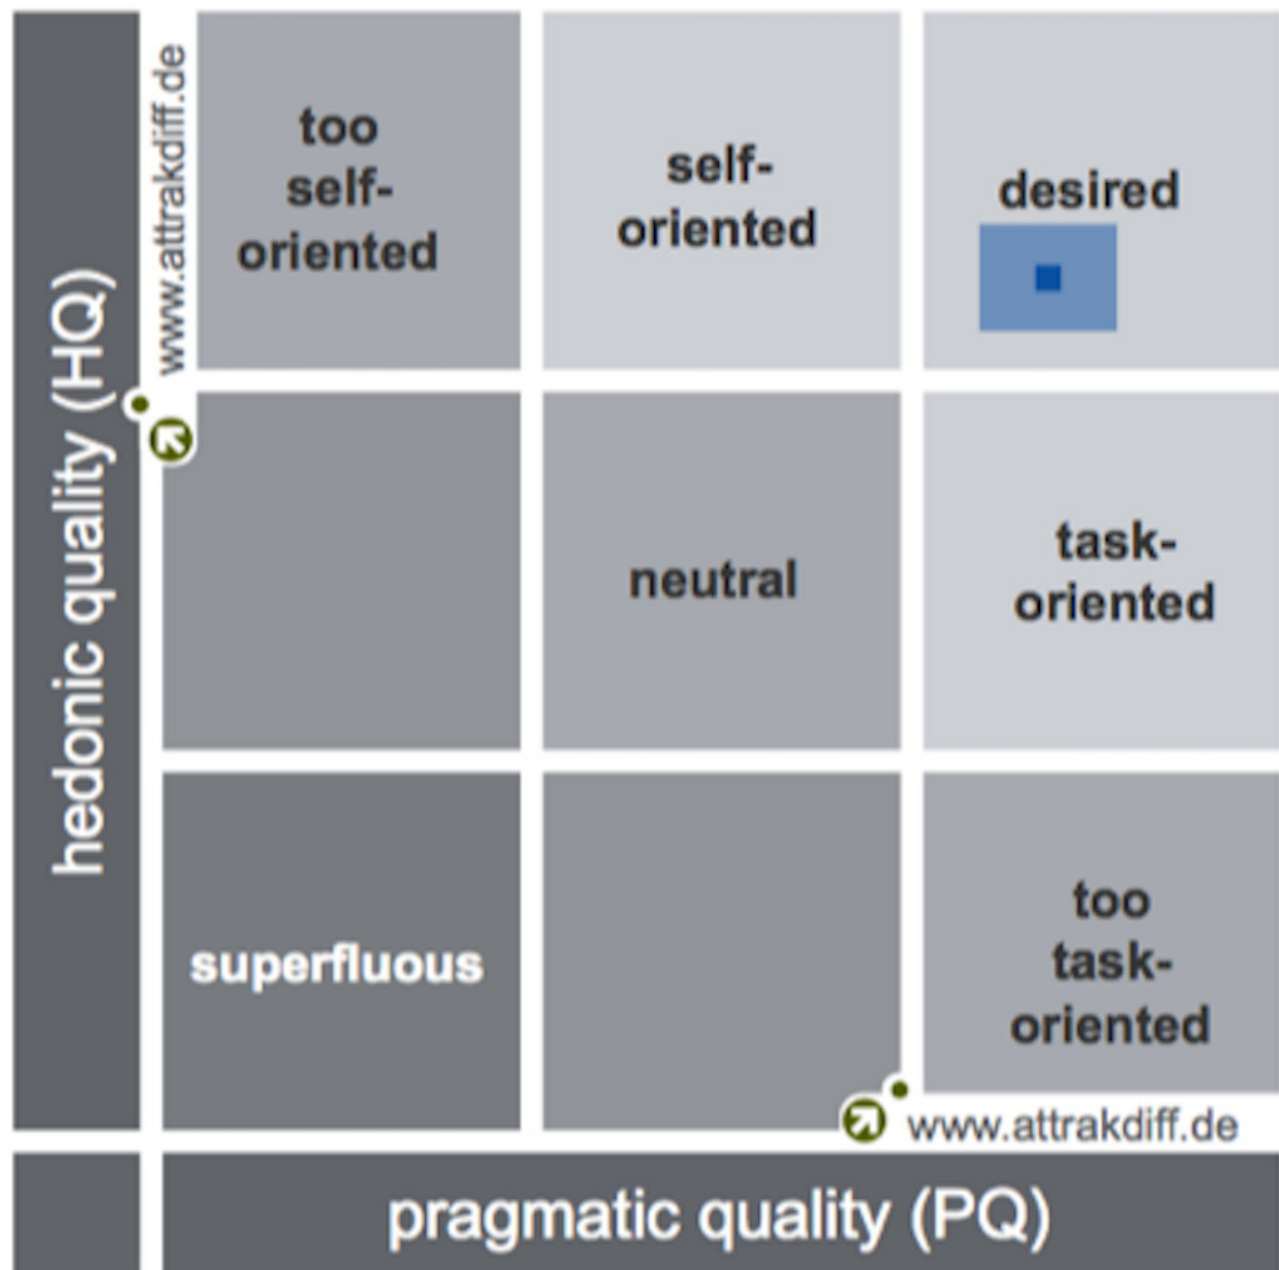 www.attrakdiff.de
too
self-
oriented
self-
oriented
desired
hedonic quality (HQ)
neutral
task-
oriented
superfluous
too
task-
oriented
www.attrakdiff.de
pragmatic quality (PQ)